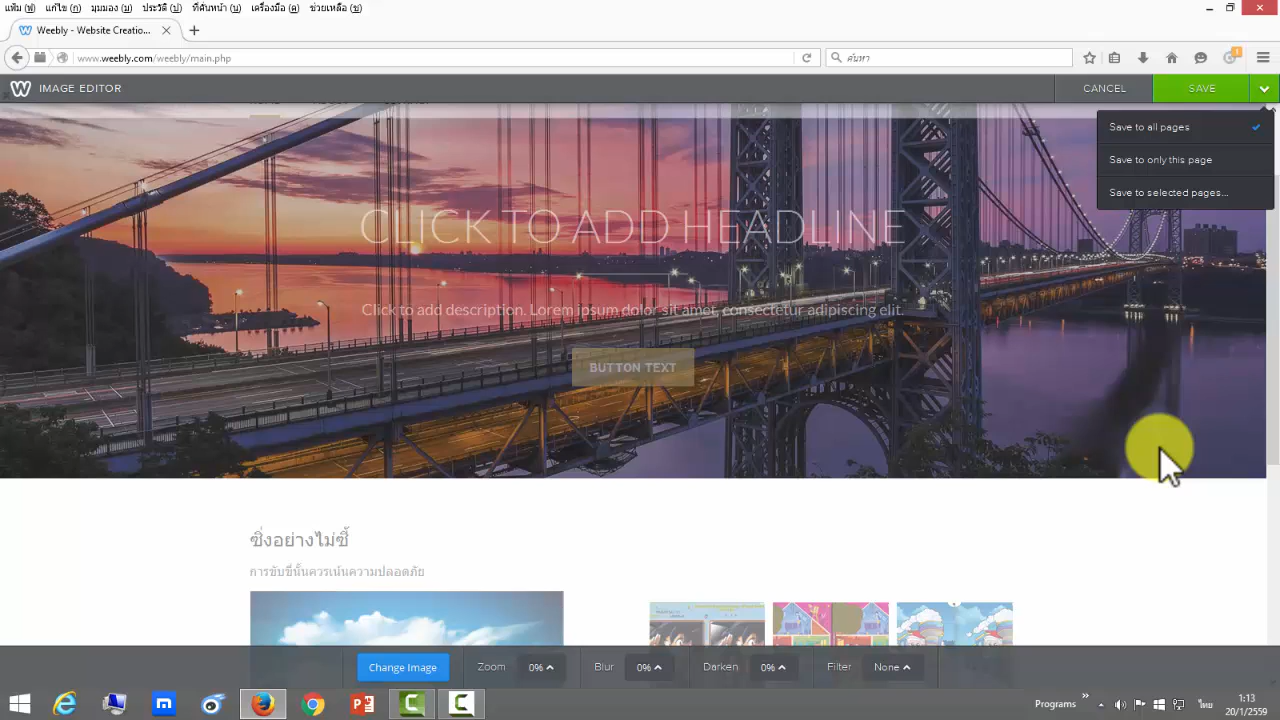 แฟ้ม (ฟ) แก้ไข (ก) มุมมอง (ม) ประวัติ (ป) ที่คั่นหน้า (บ) เครื่องมือ (ค) ช่วยเหลือ (ช)
Weebly - Website Creatio...
www.weebly.com/weebly/main.php
ค้นหา
1
IMAGE EDITOR
CANCEL
SAVE
Save to all pages
Save to only this page
Save to selected pages...
CLICK TO ADD HEADLINE
Click to add description. Lorem ipsum dolor sit amet, consectetur adipiscing elit.
BUTTON TEXT
ซิ่งอย่างไม่ซี้
การขับขี่นั้นควรเน้นความปลอดภัย
Change Image
Zoom 0%
Blur 0%
Darken 0%
Filter None
Programs
ไทย
1:13
20/1/2559